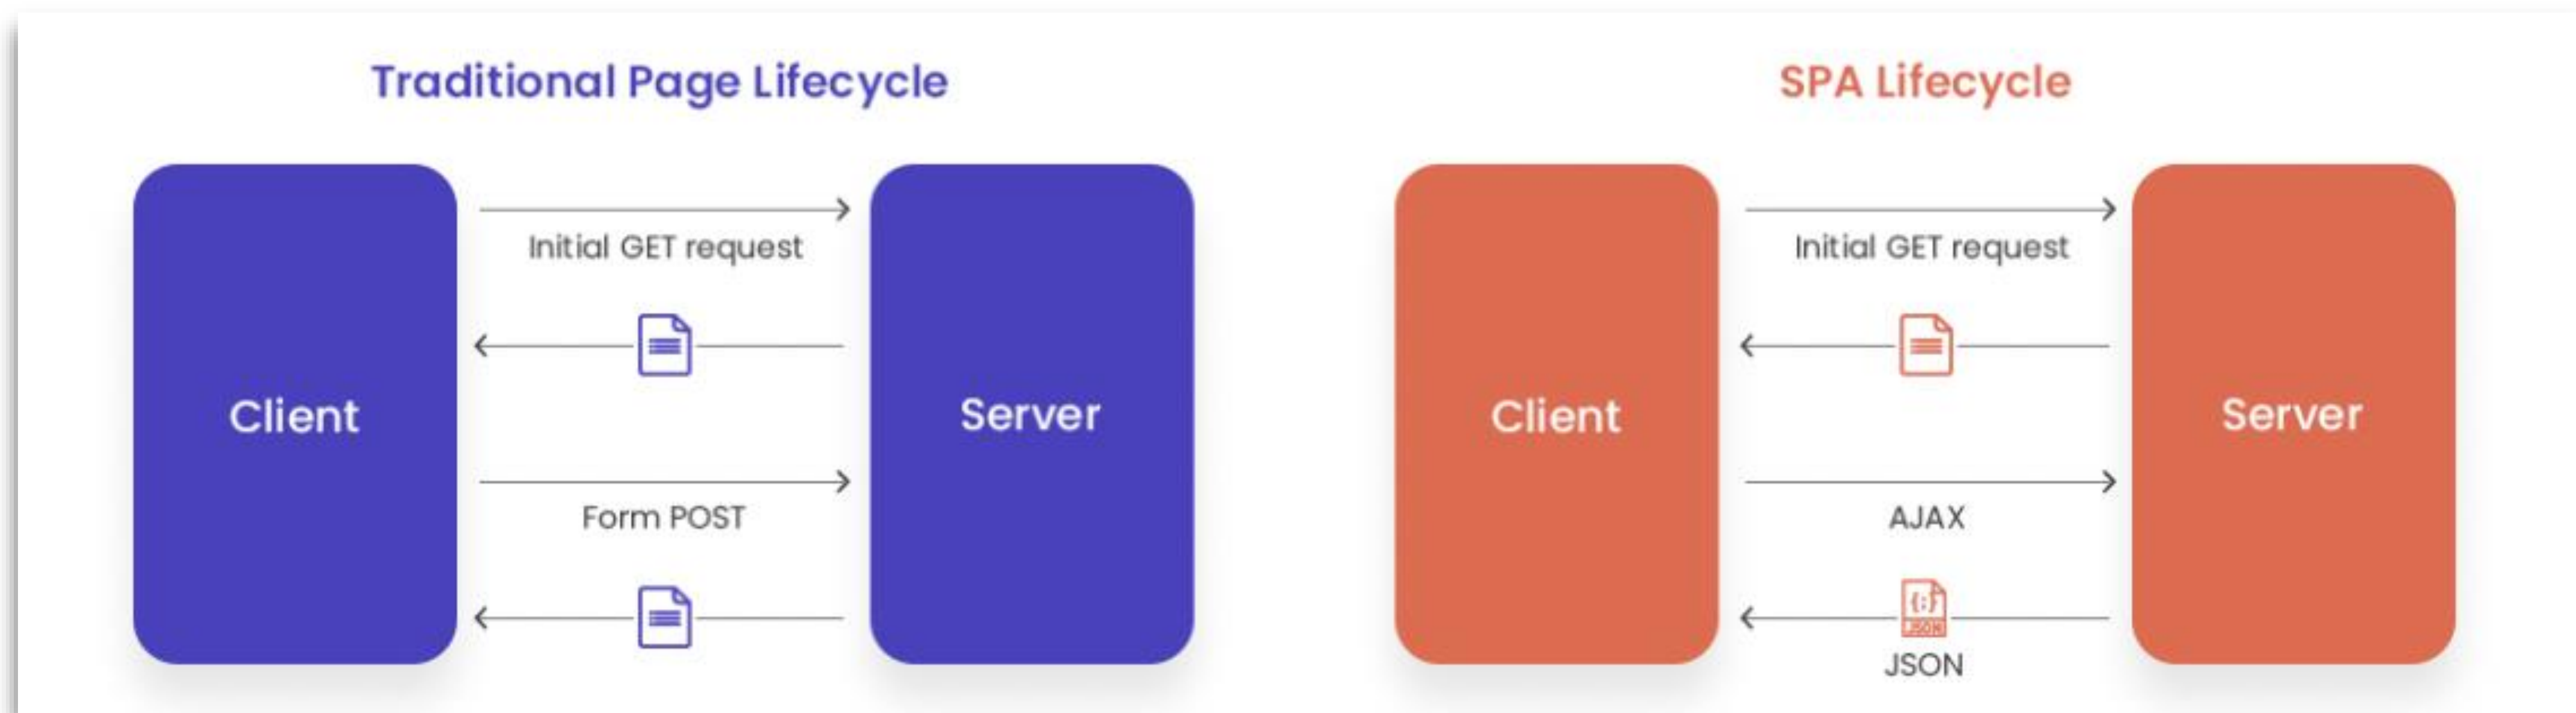 Traditional Page Lifecycle
Client
Initial GET request
Form POST
Server
SPA Lifecycle
Client
Initial GET request
AJAX
{:}
JSON
JSON
Server